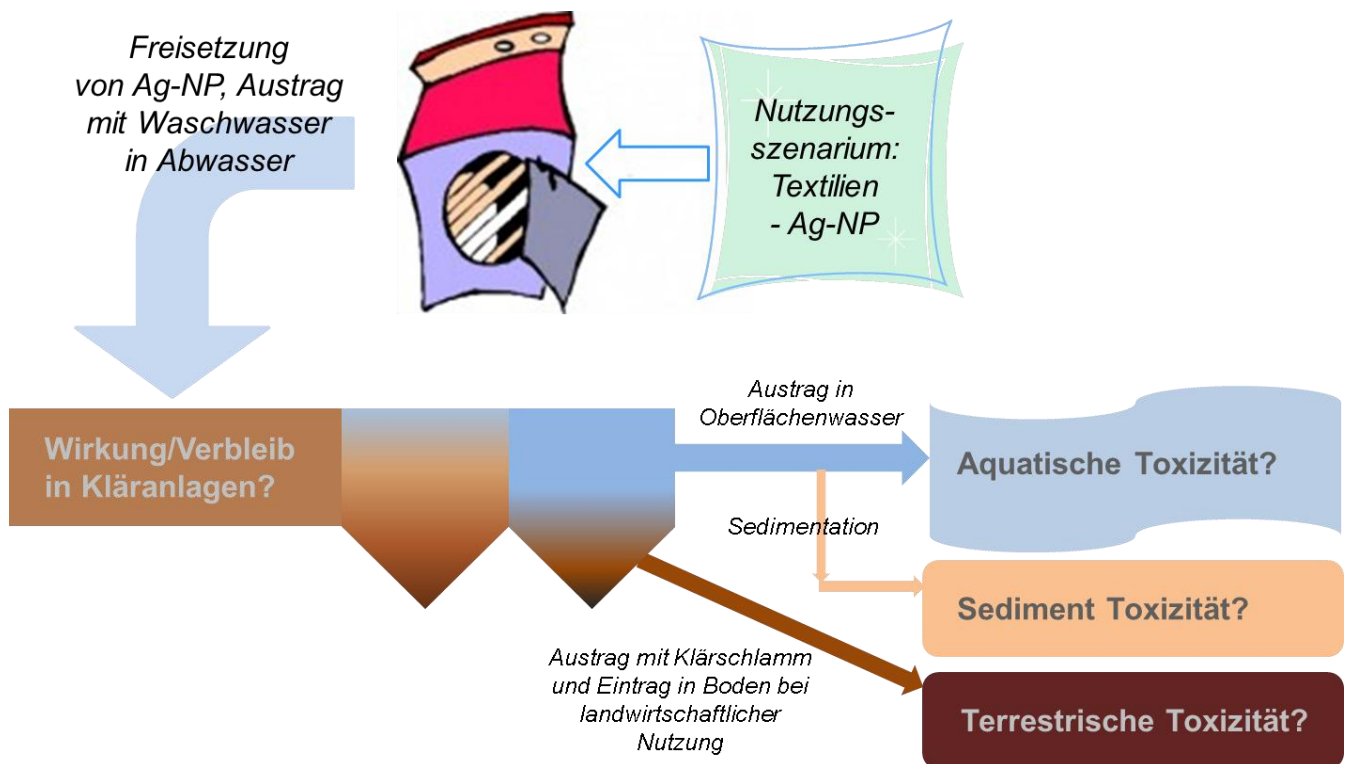 Freisetzung
von Ag-NP, Austrag
mit Waschwasser
in Abwasser
Nutzungs-
szenarium:
Textilien
- Ag-NP
Wirkung/Verbleib
in Kläranlagen?
Austrag in
Oberflächenwasser
Aquatische Toxizität?
Sedimentation
Sediment Toxizität?
Austrag mit Klärschlamm
und Eintrag in Boden bei
landwirtschaftlicher
Nutzung
Terrestrische Toxizität?